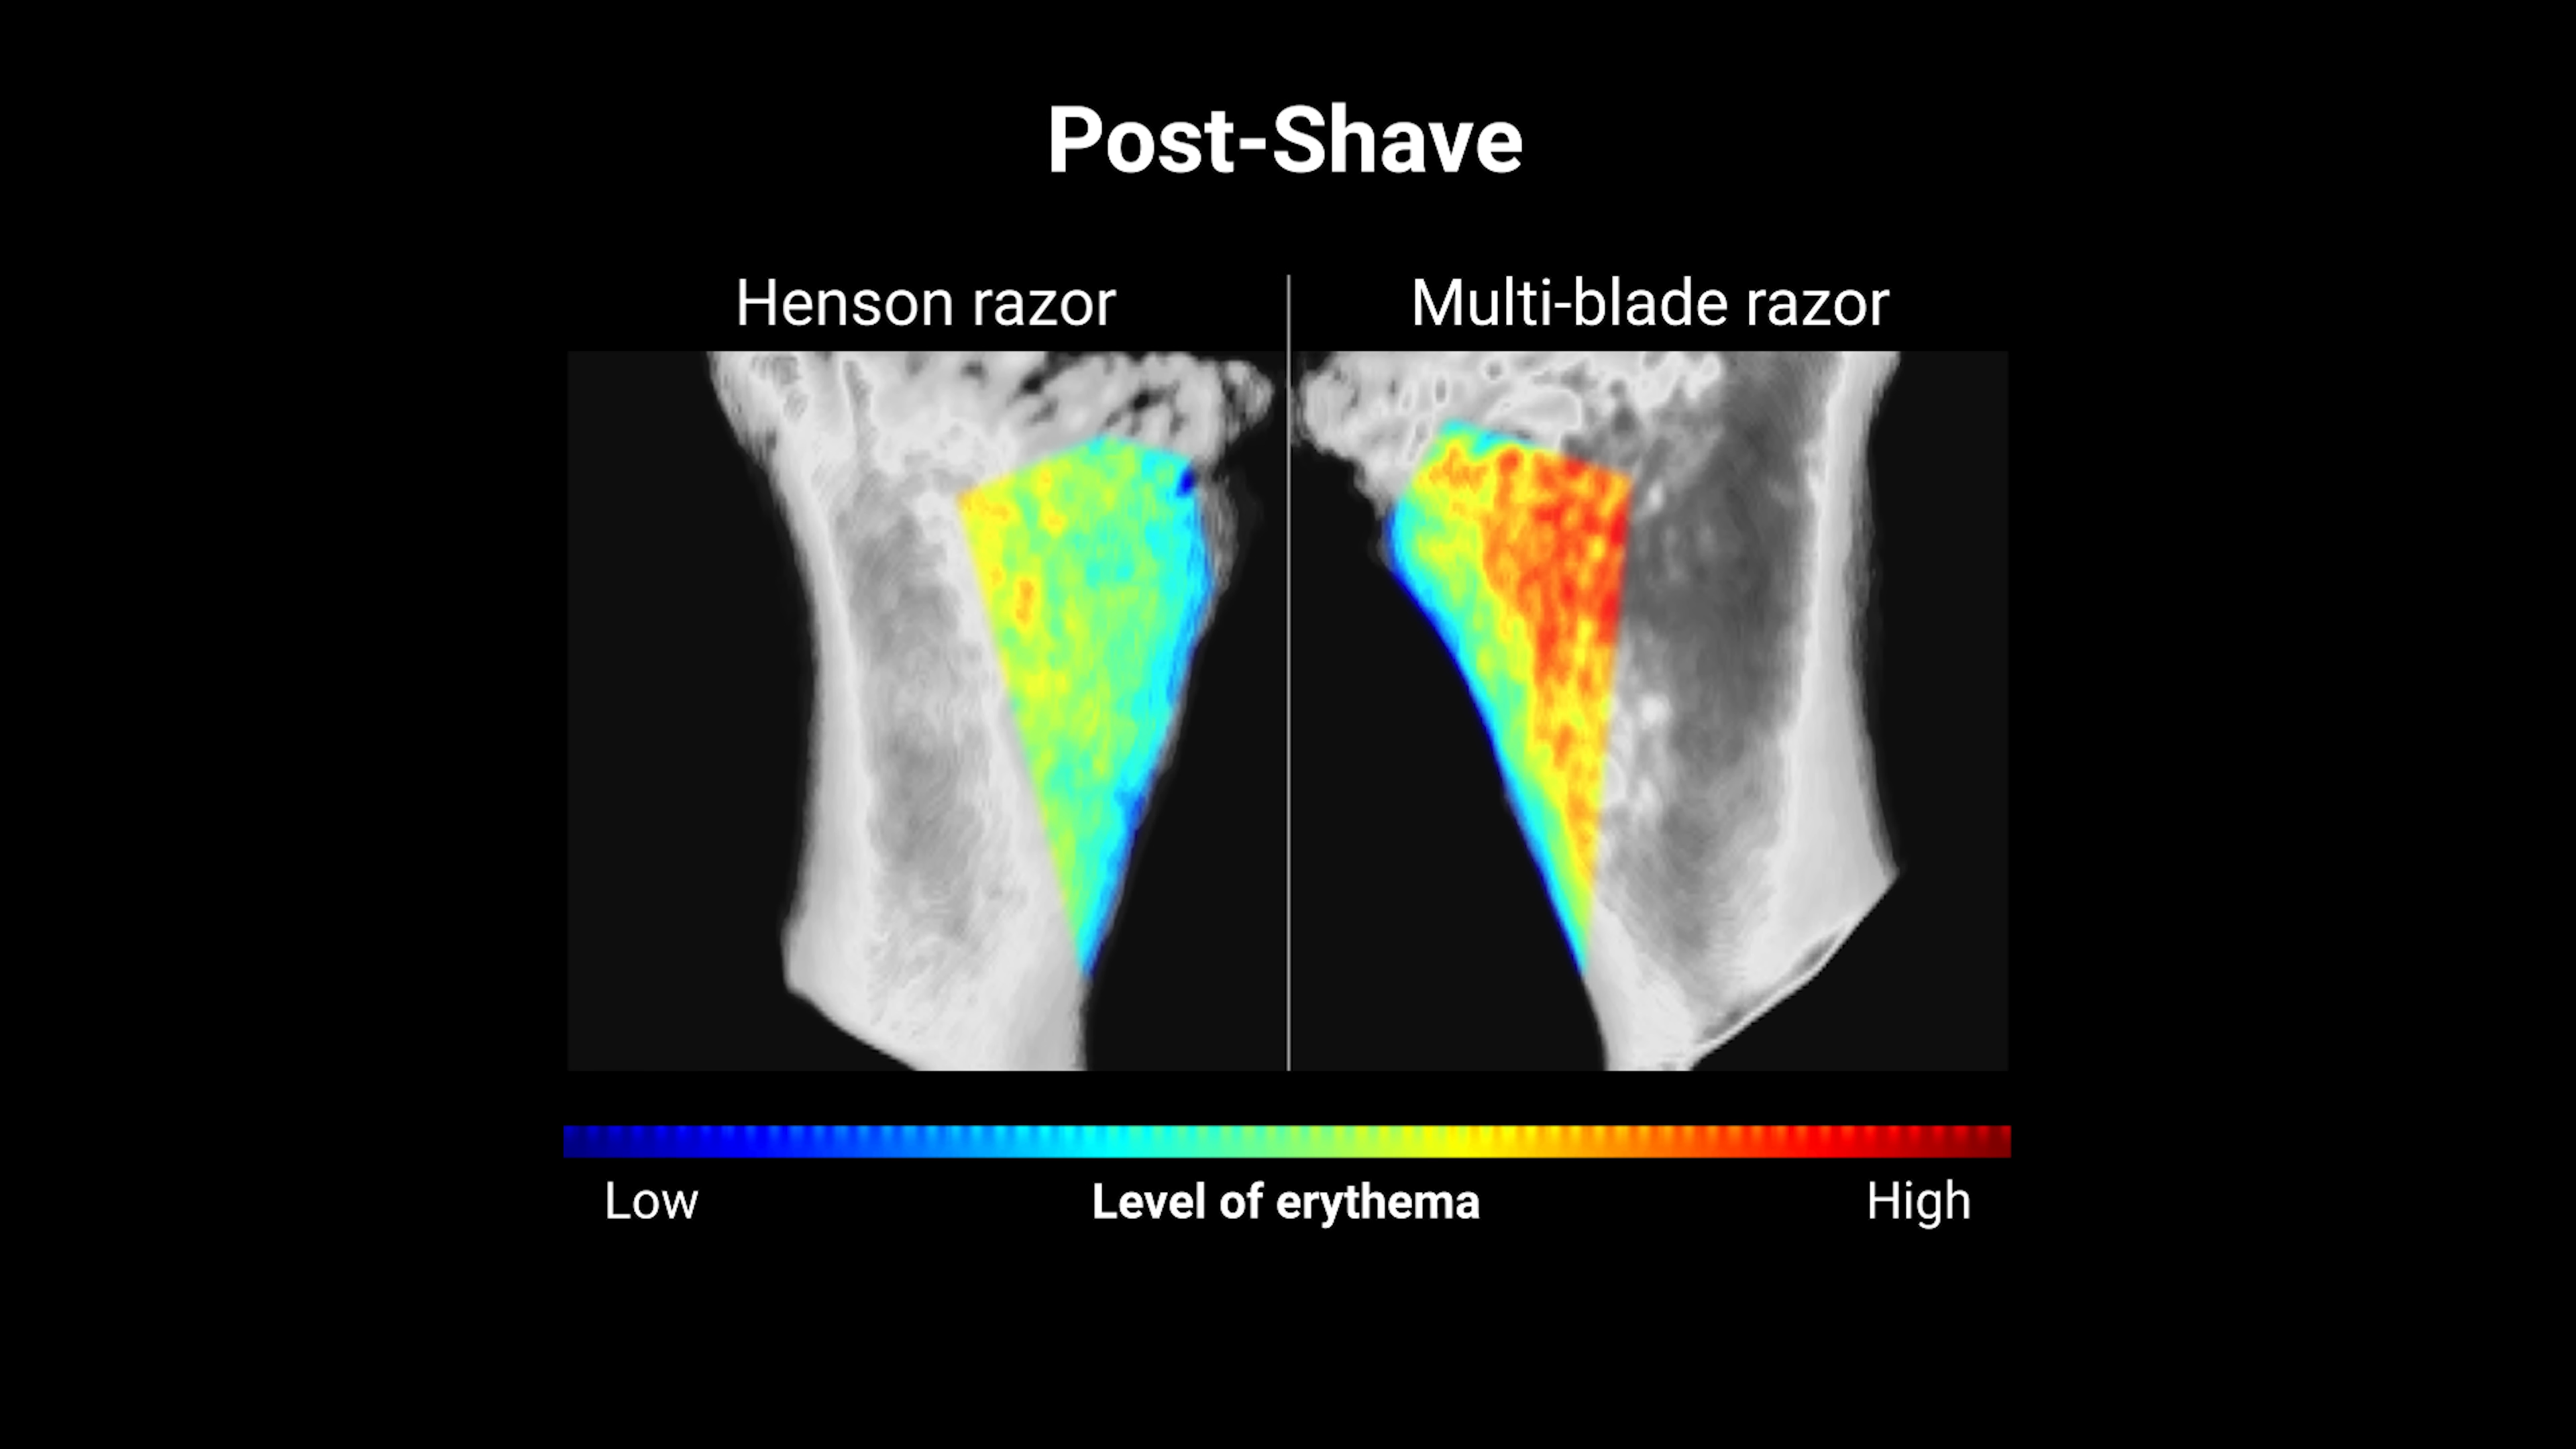 Post-Shave
Henson razor
Multi-blade razor
Low
Level of erythema
High